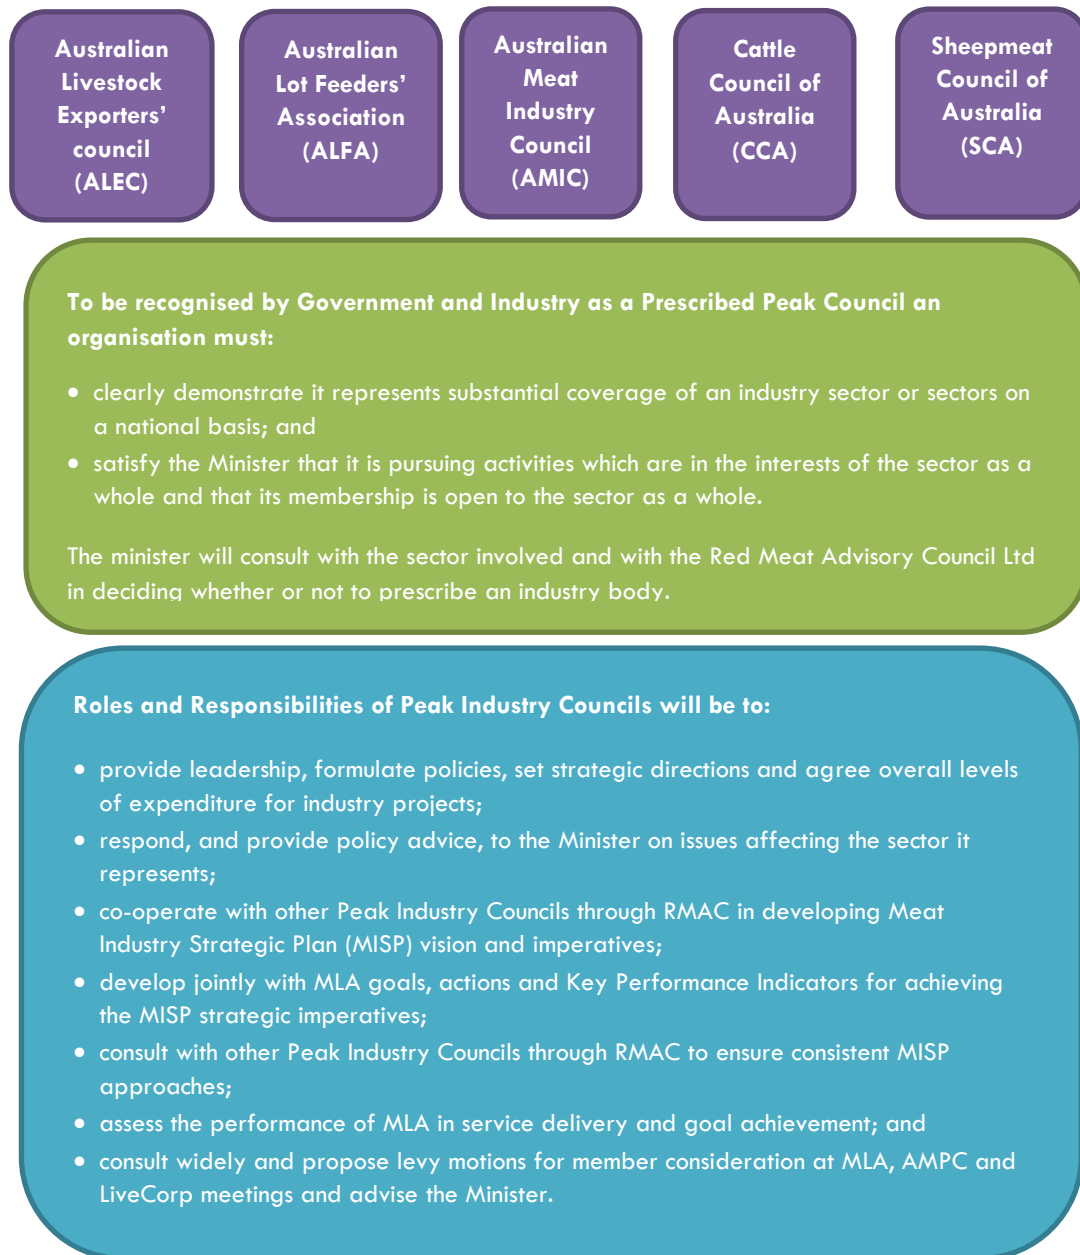 Australian
Livestock
Exporters’
council
(ALEC)
Australian
Lot Feeders’
Association
(ALFA)
Australian
Meat
Industry
Council
(AMIC)
Cattle
Council of
Australia
(CCA)
Sheepmeat
Council of
Australia
(SCA)
To be recognised by Government and Industry as a Prescribed Peak Council an
organisation must:
• clearly demonstrate it represents substantial coverage of an industry sector or sectors on
a national basis; and
• satisfy the Minister that it is pursuing activities which are in the interests of the sector as a
whole and that its membership is open to the sector as a whole.
The minister will consult with the sector involved and with the Red Meat Advisory Council Ltd
in deciding whether or not to prescribe an industry body.
Roles and Responsibilities of Peak Industry Councils will be to:
• provide leadership, formulate policies, set strategic directions and agree overall levels
of expenditure for industry projects;
• respond, and provide policy advice, to the Minister on issues affecting the sector it
represents;
• co-operate with other Peak Industry Councils through RMAC in developing Meat
Industry Strategic Plan (MISP) vision and imperatives;
• develop jointly with MLA goals, actions and Key Performance Indicators for achieving
the MISP strategic imperatives;
• consult with other Peak Industry Councils through RMAC to ensure consistent MISP
approaches;
• assess the performance of MLA in service delivery and goal achievement; and
• consult widely and propose levy motions for member consideration at MLA, AMPC and
LiveCorp meetings and advise the Minister.